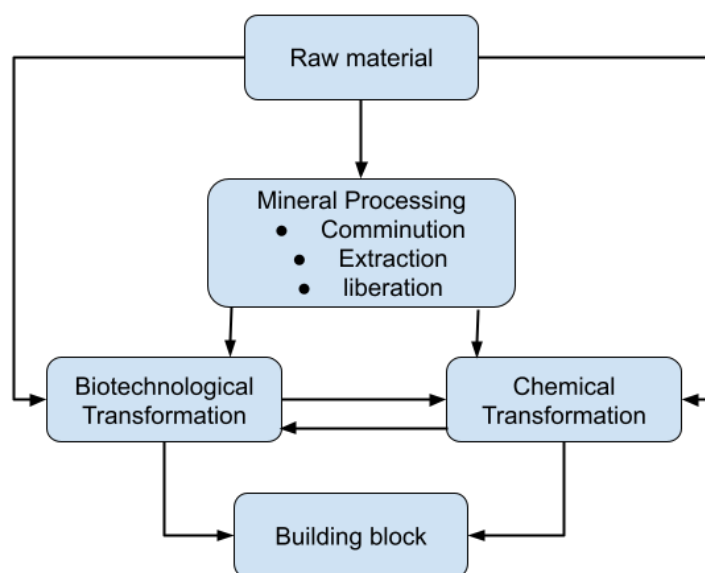 Raw material
Mineral Processing
● Comminution
● Extraction
● liberation
Biotechnological
Transformation
Chemical
Transformation
Building block